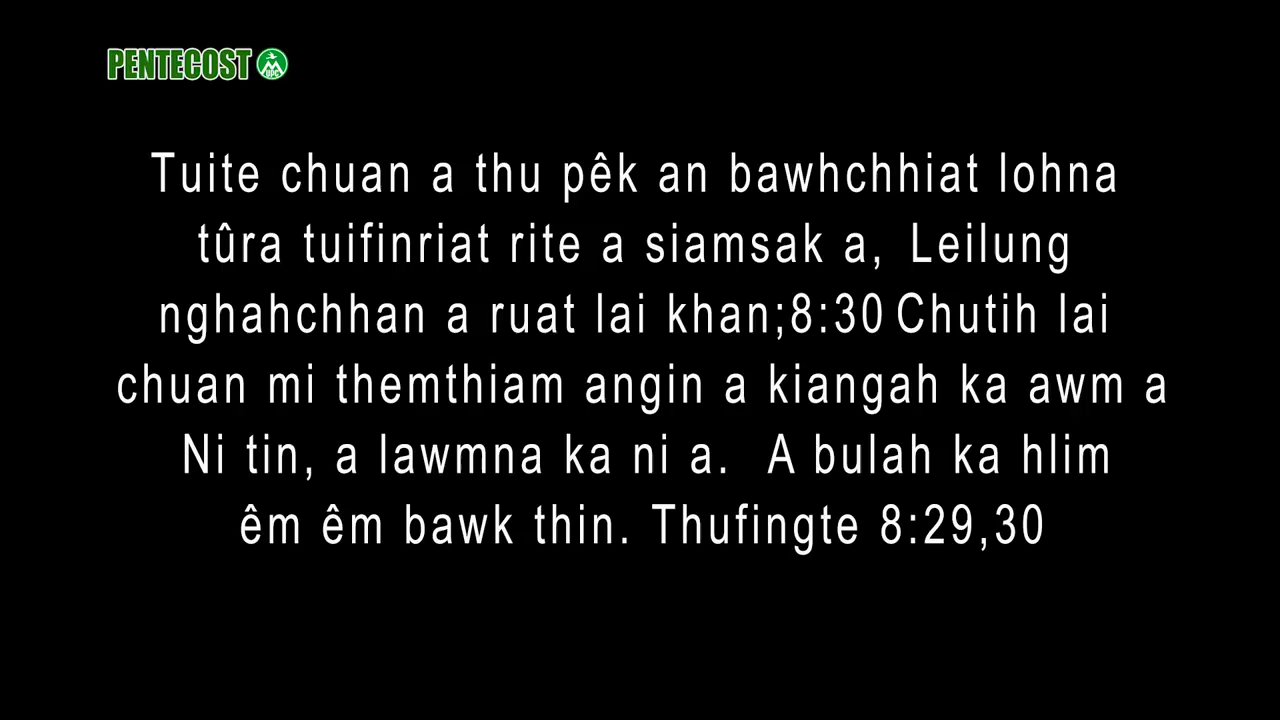 PENTECOST UPC
Tuite chuan a thu pêk an bawhchhiat lohna
tûra tuifinriat rite a siamsak a, Leilung
nghahchhan a ruat lai khan;8:30 Chutih lai
chuan mi themthiam angin a kiangah ka awm a
Ni tin, a lawmna ka ni a. A bulah ka hlim
êm êm bawk thin. Thufingte 8:29,30